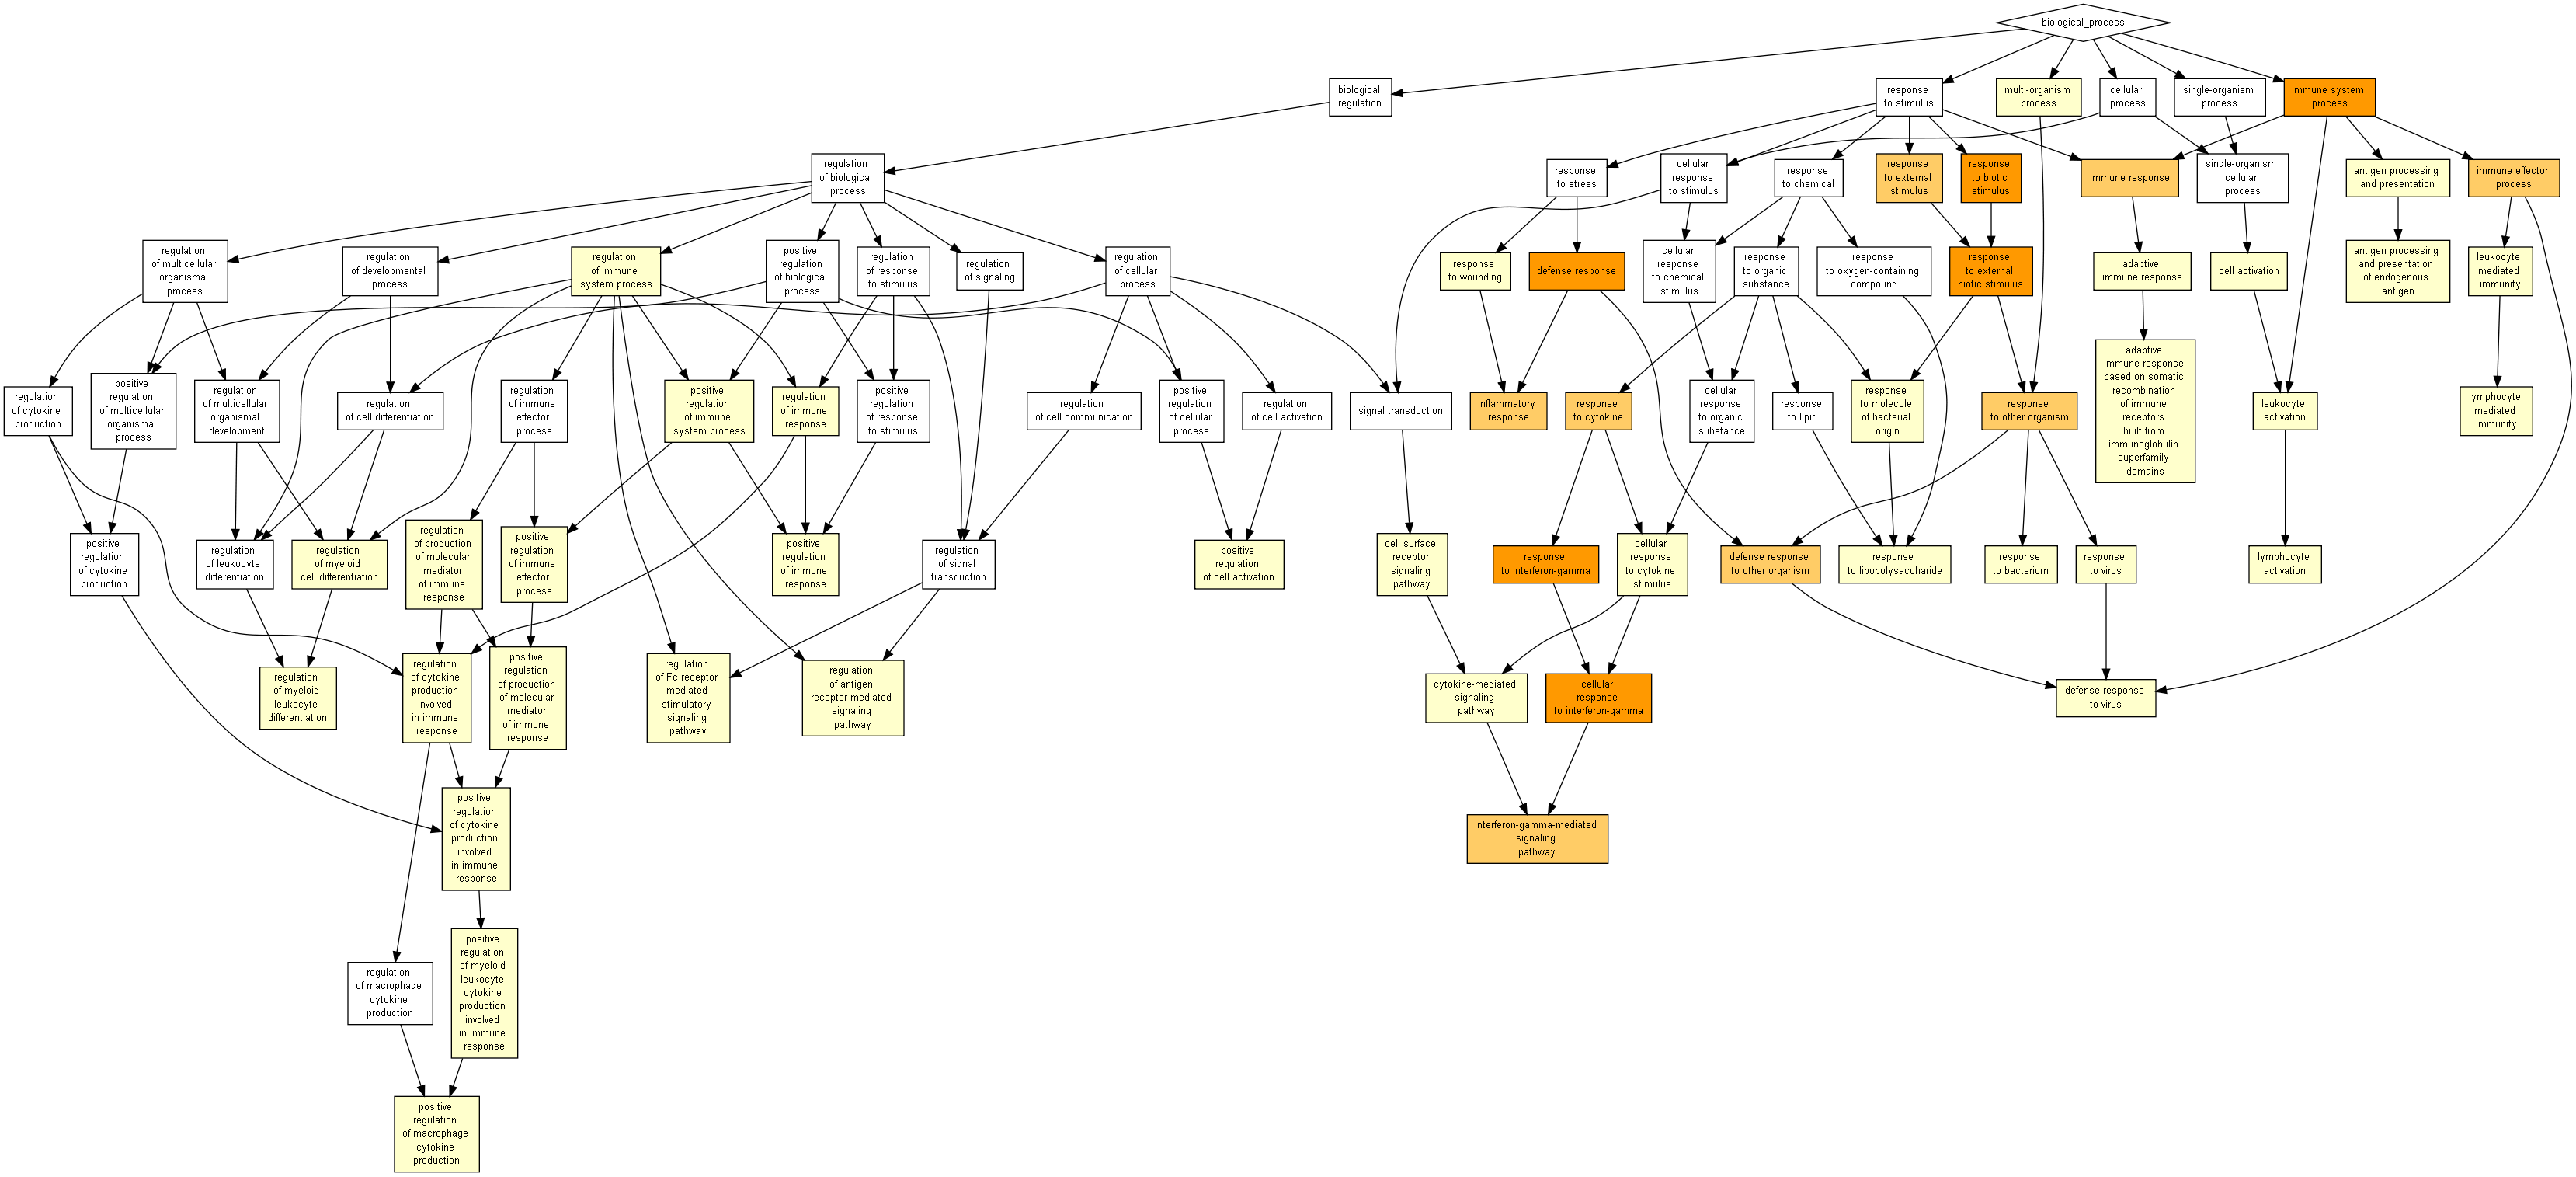 biological_process
biological
regulation
response
to stimulus
multi-organism
process
cellular
process
single-organism
process
immune system
process
regulation
of biological
process
response
to stress
cellular
response
to stimulus
response
to chemical
response
to external
stimulus
response
to biotic
stimulus
immune response
single-organism
cellular
process
antigen processing
and presentation
immune effector
process
regulation
of multicellular
organismal
process
regulation
of developmental
process
regulation
of immune
system process
positive
regulation
of biological
process
regulation
of response
to stimulus
regulation
of signaling
regulation
of cellular
process
response
to wounding
defense response
cellular
response
to chemical
stimulus
response
to organic
substance
response
to oxygen-containing
compound
response
to external
biotic stimulus
adaptive
immune response
cell activation
antigen processing
and presentation
of endogenous
antigen
leukocyte
mediated
immunity
regulation
of cytokine
production
positive
regulation
of multicellular
organismal
process
regulation
of multicellular
organismal
development
regulation
of cell differentiation
regulation
of immune
effector
process
positive
regulation
of immune
system process
regulation
of immune
response
positive
regulation
of response
to stimulus
regulation
of cell communication
positive
regulation
of cellular
process
regulation
of cell activation
signal transduction
inflammatory
response
response
to cytokine
cellular
response
to organic
substance
response
to lipid
response
to molecule
of bacterial
origin
response
to other organism
adaptive
immune response
based on somatic
recombination
of immune
receptors
built from
immunoglobulin
superfamily
domains
leukocyte
activation
lymphocyte
mediated
immunity
positive
regulation
of cytokine
production
regulation
of leukocyte
differentiation
regulation
of myeloid
cell differentiation
regulation
of production
of molecular
mediator
of immune
response
positive
regulation
of immune
effector
process
positive
regulation
of immune
response
regulation
of signal
transduction
positive
regulation
of cell activation
cell surface
receptor
signaling
pathway
response
to interferon-gamma
cellular
response
to cytokine
stimulus
defense response
to other organism
response
to lipopolysaccharide
response
to bacterium
response
to virus
lymphocyte
activation
regulation
of myeloid
leukocyte
differentiation
regulation
of cytokine
production
involved
in immune
response
positive
regulation
of production
of molecular
mediator
of immune
response
regulation
of Fc receptor
mediated
stimulatory
signaling
pathway
regulation
of antigen
receptor-mediated
signaling
pathway
cytokine-mediated
signaling
pathway
cellular
response
to interferon-gamma
defense response
to virus
positive
regulation
of cytokine
production
involved
in immune
response
interferon-gamma-mediated
signaling
pathway
regulation
of macrophage
cytokine
production
positive
regulation
of myeloid
leukocyte
cytokine
production
involved
in immune
response
positive
regulation
of macrophage
cytokine
production